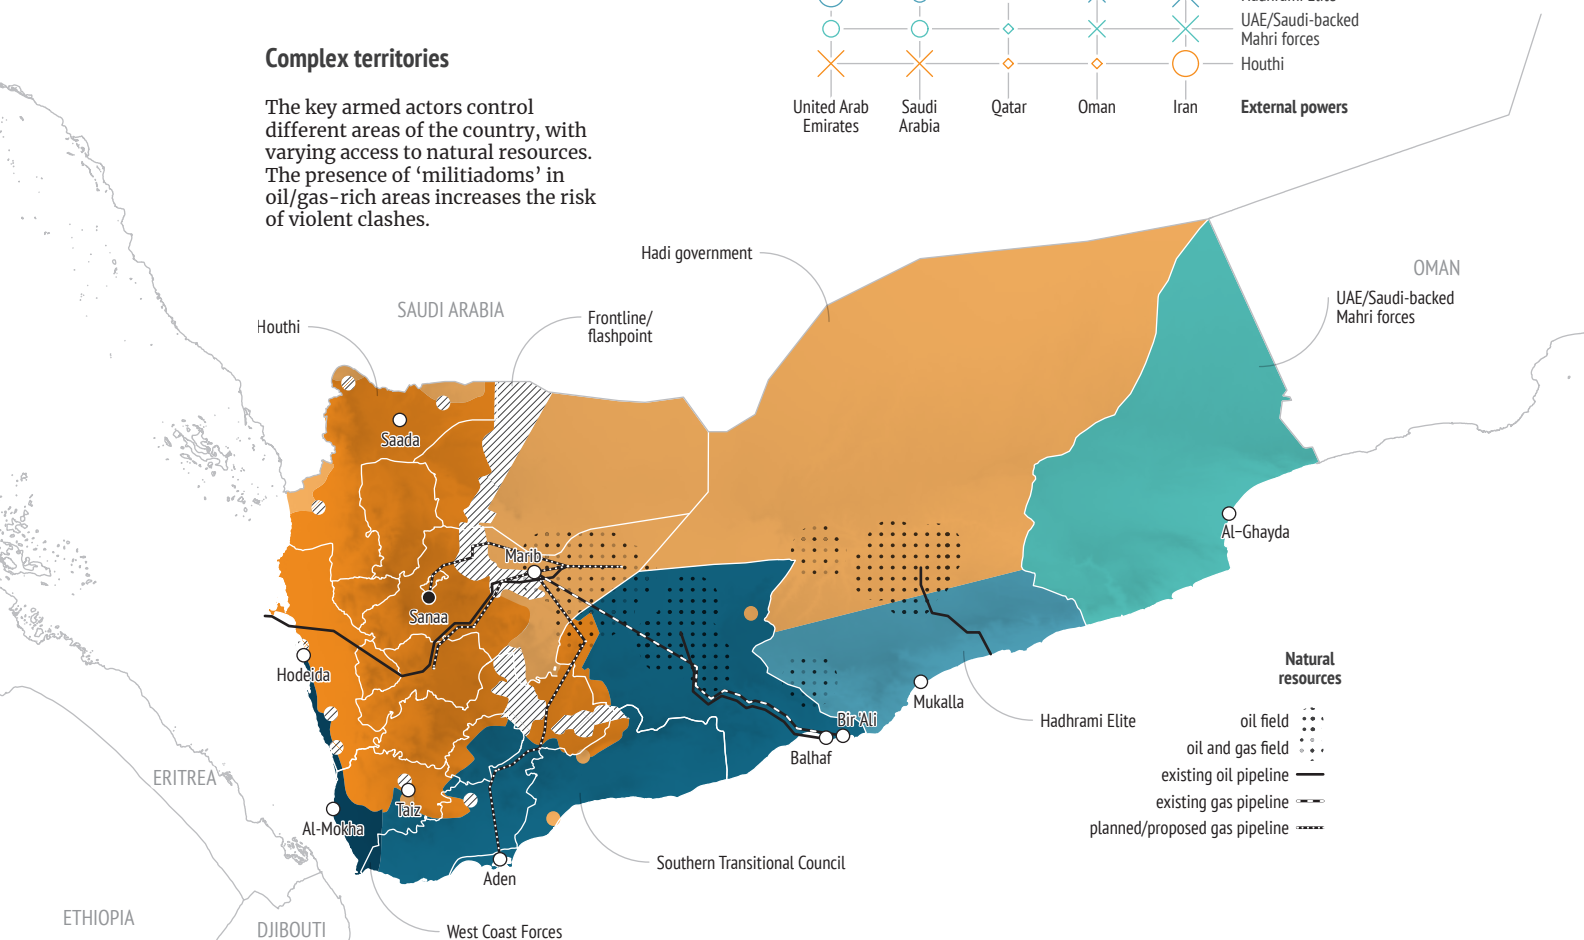 UAE/Saudi-backed
Mahri forces
Houthi
United Arab
Emirates
Saudi
Arabia
Qatar
Oman
Iran
External powers
Complex territories
The key armed actors control
different areas of the country, with
varying access to natural resources.
The presence of ‘militiadoms’ in
oil/gas-rich areas increases the risk
of violent clashes.
Hadi government
OMAN
SAUDI ARABIA
UAE/Saudi-backed
Mahri forces
Houthi
Frontline/
flashpoint
Saada
Al-Ghayda
Marib
Sanaa
Hodeida
Mukalla
Bir 'Ali
Hadhrami Elite
Balhaf
Natural
resources
oil field
oil and gas field
existing oil pipeline
existing gas pipeline
planned/proposed gas pipeline
ERITREA
Taiz
Al-Mokha
Southern Transitional Council
Aden
ETHIOPIA
DJIBOUTI
West Coast Forces